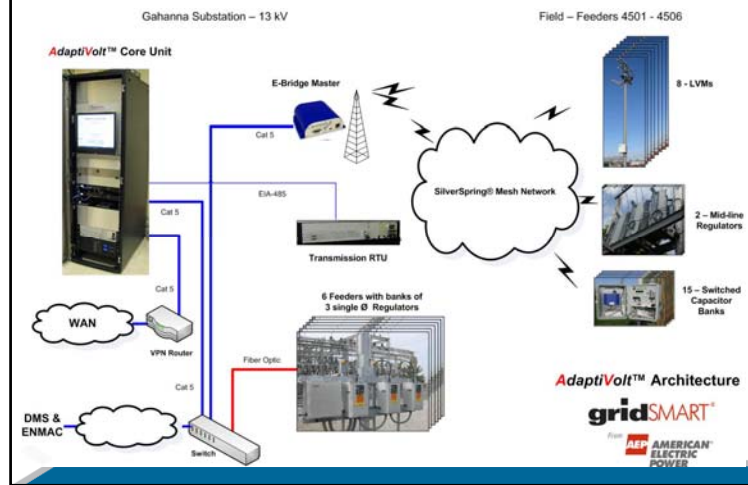 Gahanna Substation – 13 kV
Field – Feeders 4501 - 4506
AdaptiVolt™ Core Unit
E-Bridge Master
8 - LVMs
Cat 5
SilverSpring® Mesh Network
EIA-485
Cat 5
2 – Mid-line
Regulators
Transmission RTU
Cat 5
15 – Switched
Capacitor
Banks
6 Feeders with banks of
3 single Ø Regulators
WAN
VPN Router
Fiber Optic
Cat 5
AdaptiVolt™ Architecture
gridSMART®
DMS &
ENMAC
Switch
From
AEP AMERICAN®
ELECTRIC
POWER